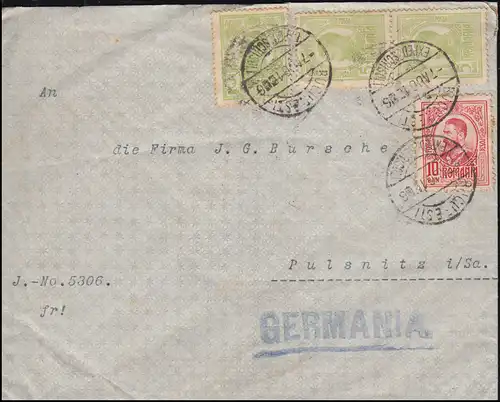 An
die Firma J. G. Bursche
Pulsnitz i/Sa.
J.-No.5306.
fr!
GERMANIA
10
ROMANIA